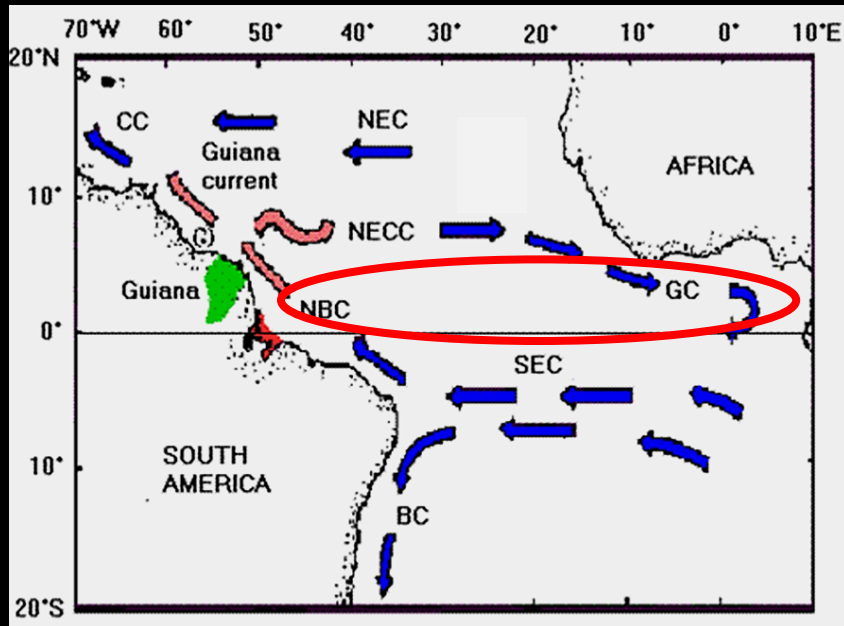 70°W 60° 50° 40° 30° 20° 10° 0° 10°E
20°N
CC
NEC
Guiana
current
AFRICA
10°
NECC
G
Guiana
NBC
GC
0°
SEC
SOUTH
AMERICA
10°
BC
20°S